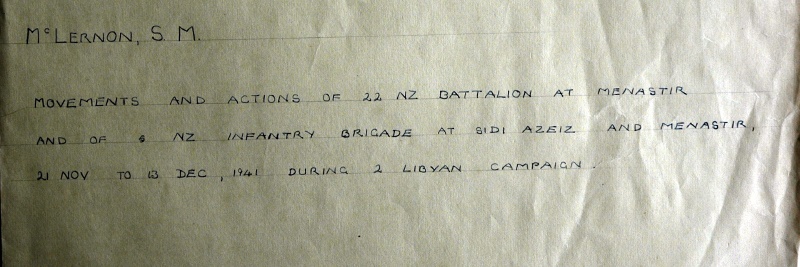 McLERNON, S. M.
MOVEMENTS AND ACTIONS OF 22 NZ BATTALION AT MENASTIR
AND OF NZ INFANTRY BRIGADE AT SIDI AZEIZ AND MENASTIR,
21 NOV TO 13 DEC, 1941 DURING 2 LIBYAN CAMPAIGN.